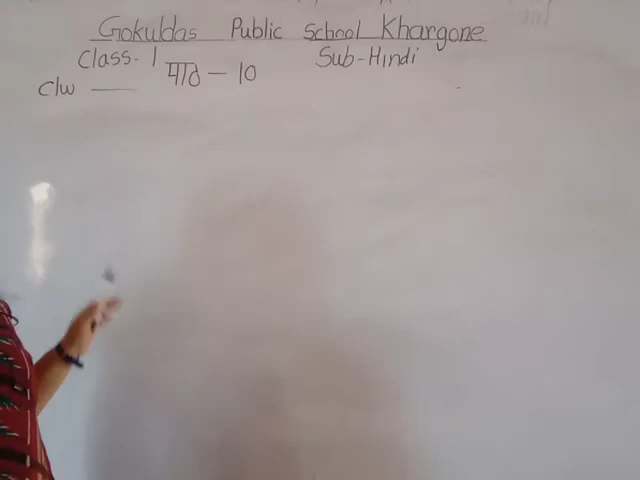 Gokuldas Public School Khargone
Class-1 Sub-Hindi
पाठ - 10
C/w